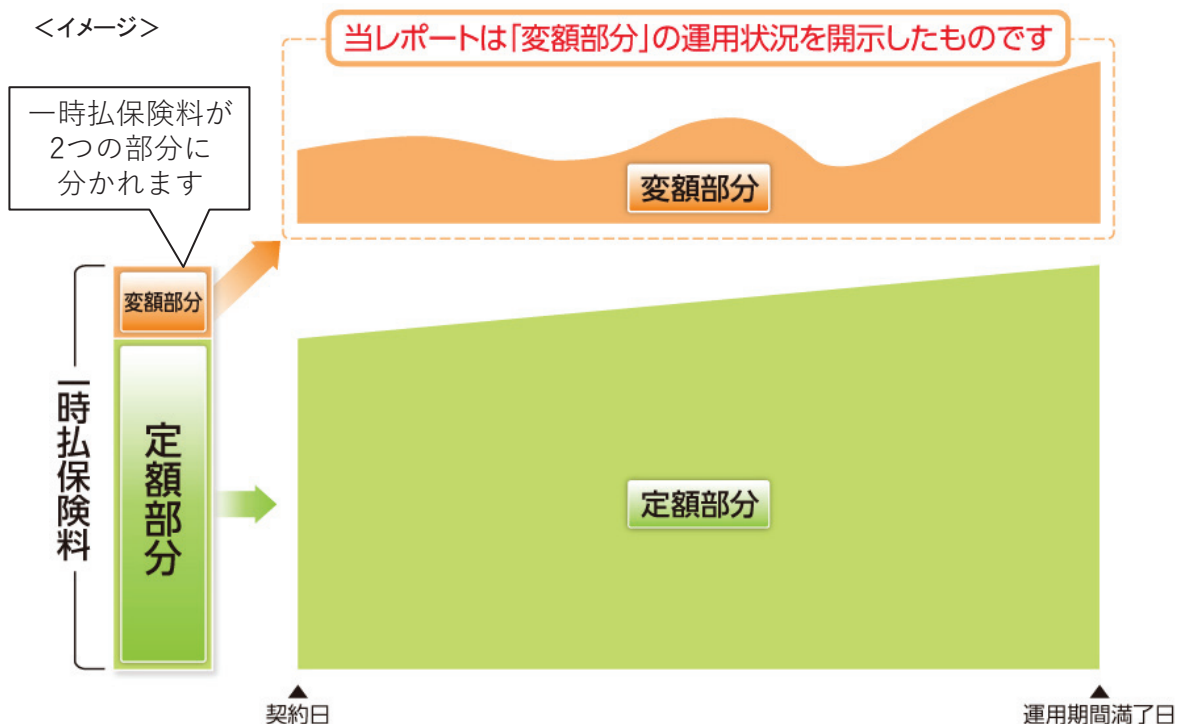 ＜イメージ＞
当レポートは「変額部分」の運用状況を開示したものです
一時払保険料が
2つの部分に
分かれます
変額部分
変額部分
一時払保険料
定額部分
定額部分
契約日
運用期間満了日